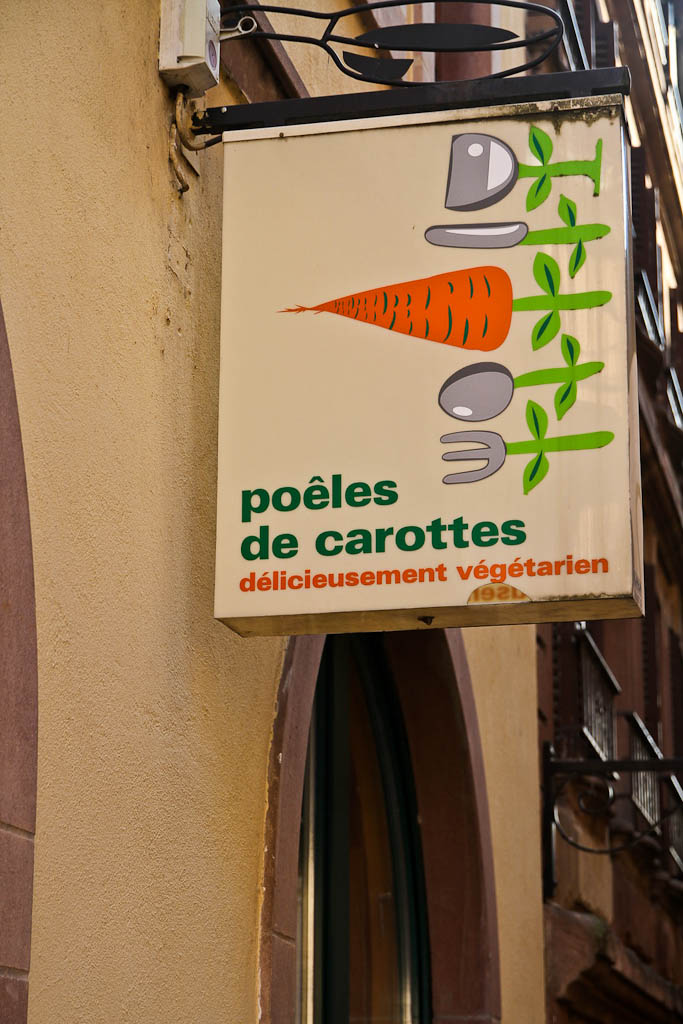 poêles
de carottes
délicieusement végétarien